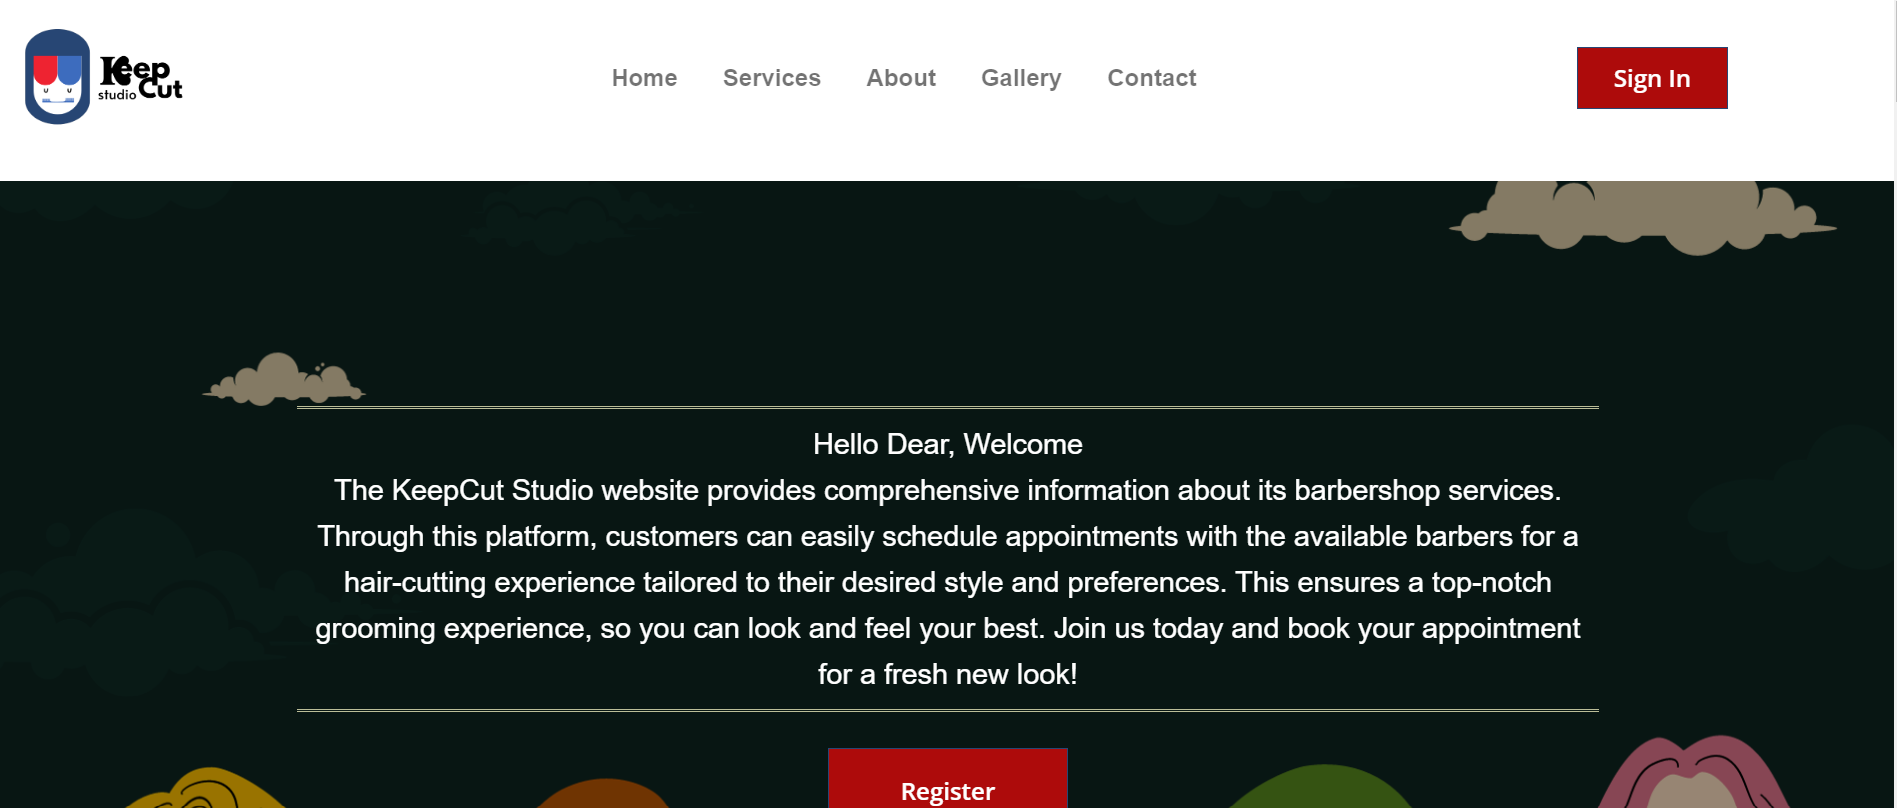 Keep
studio Cut
Home Services About Gallery Contact
Sign In
Hello Dear, Welcome
The KeepCut Studio website provides comprehensive information about its barbershop services.
Through this platform, customers can easily schedule appointments with the available barbers for a
hair-cutting experience tailored to their desired style and preferences. This ensures a top-notch
grooming experience, so you can look and feel your best. Join us today and book your appointment
for a fresh new look!
Register